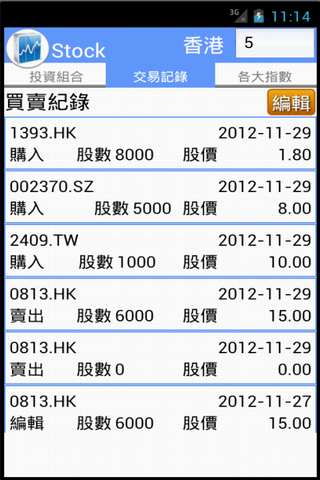 3G 11:14
Stock 香港 5
投資組合 交易記錄 各大指數
買賣紀錄 編輯
1393.HK 2012-11-29
購入 股數 8000 股價 1.80
002370.SZ 2012-11-29
購入 股數 5000 股價 8.00
2409.TW 2012-11-29
購入 股數 1000 股價 10.00
0813.HK 2012-11-29
賣出 股數 6000 股價 15.00
0813.HK 2012-11-29
賣出 股數 0 股價 0.00
0813.HK 2012-11-27
編輯 股數 6000 股價 15.00